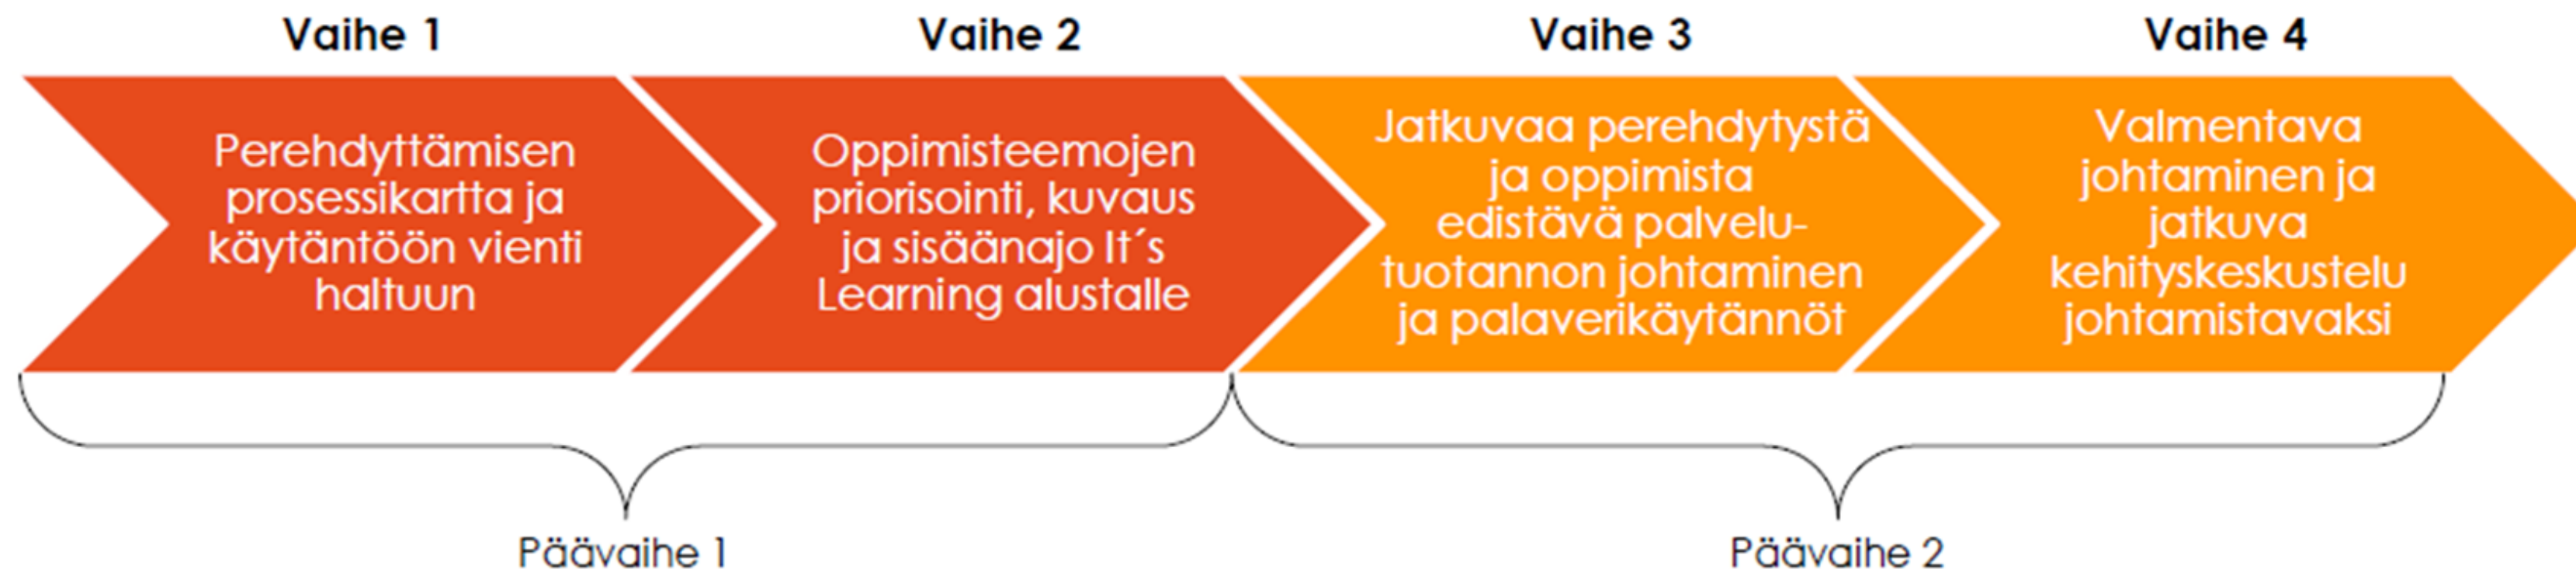 Vaihe 1
Vaihe 2
Vaihe 3
Vaihe 4
Perehdyttämisen
prosessikartta ja
käytäntöön vienti
haltuun
Oppimisteemojen
priorisointi, kuvaus
ja sisäänajo It´s
Learning alustalle
Jatkuvaa perehdytystä
ja oppimista
edistävä palvelu-
tuotannon johtaminen
ja palaverikäytännöt
Valmentava
johtaminen ja
jatkuva
kehityskeskustelu
johtamistavaksi
Päävaihe 1
Päävaihe 2